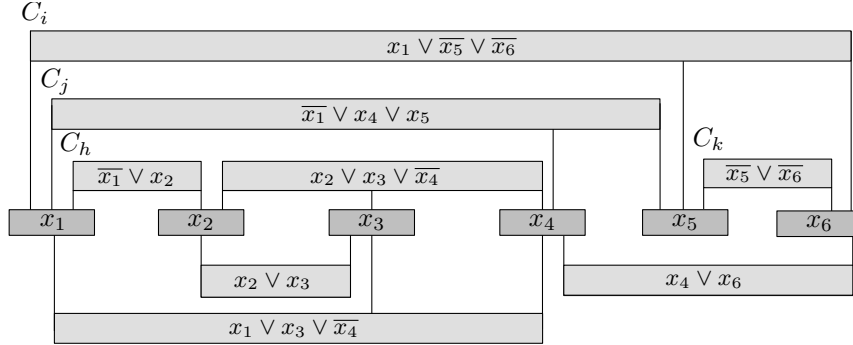 C_i
x_1 ∨ \overline{x_5} ∨ \overline{x_6}
C_j
\overline{x_1} ∨ x_4 ∨ x_5
C_h
C_k
\overline{x_1} ∨ x_2
x_2 ∨ x_3 ∨ \overline{x_4}
\overline{x_5} ∨ \overline{x_6}
x_1 x_2 x_3 x_4 x_5 x_6
x_2 ∨ x_3
x_4 ∨ x_6
x_1 ∨ x_3 ∨ \overline{x_4}